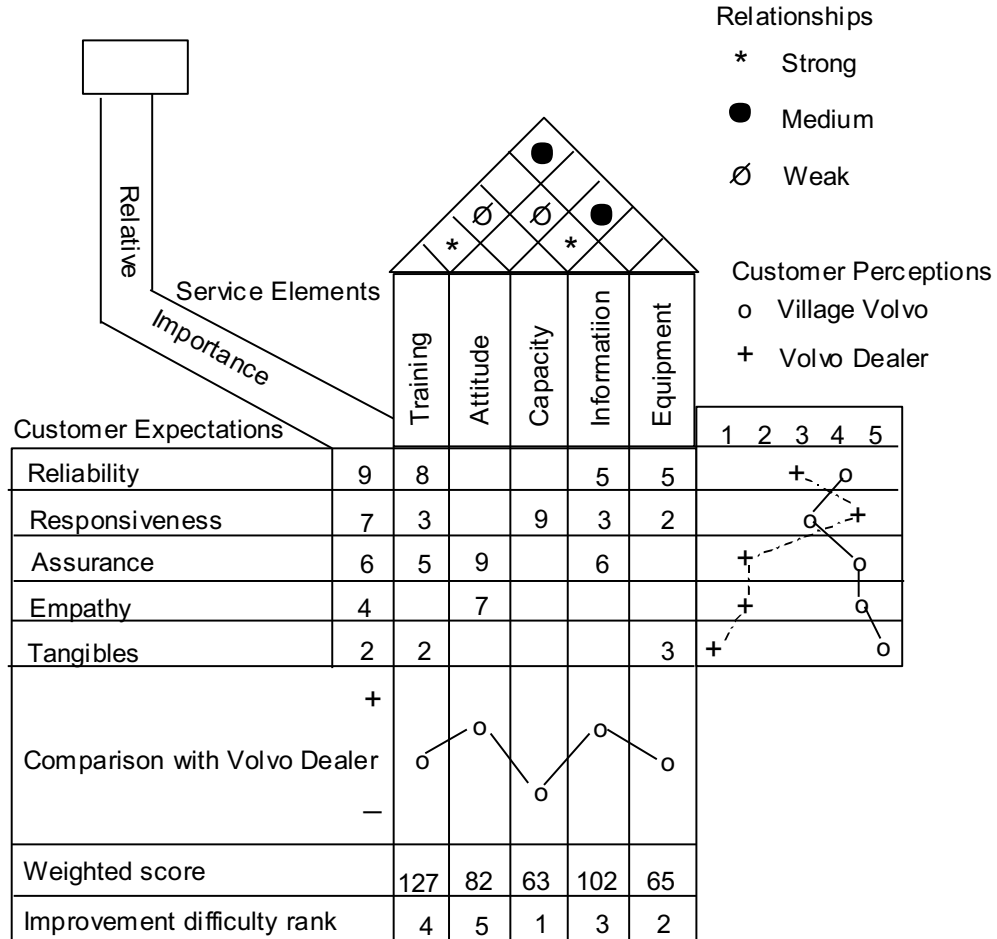 Relationships
* Strong
Medium
Ø Weak
Relative
Importance
Service Elements
Customer Perceptions
o Village Volvo
+ Volvo Dealer
Training
Attitude
Capacity
Informatiion
Equipment
Customer Expectations
1 2 3 4 5
Reliability 9 8 5 5
Responsiveness 7 3 9 3 2
Assurance 6 5 9 6
Empathy 4 7
Tangibles 2 2 3
+
Comparison with Volvo Dealer
–
Weighted score 127 82 63 102 65
Improvement difficulty rank 4 5 1 3 2